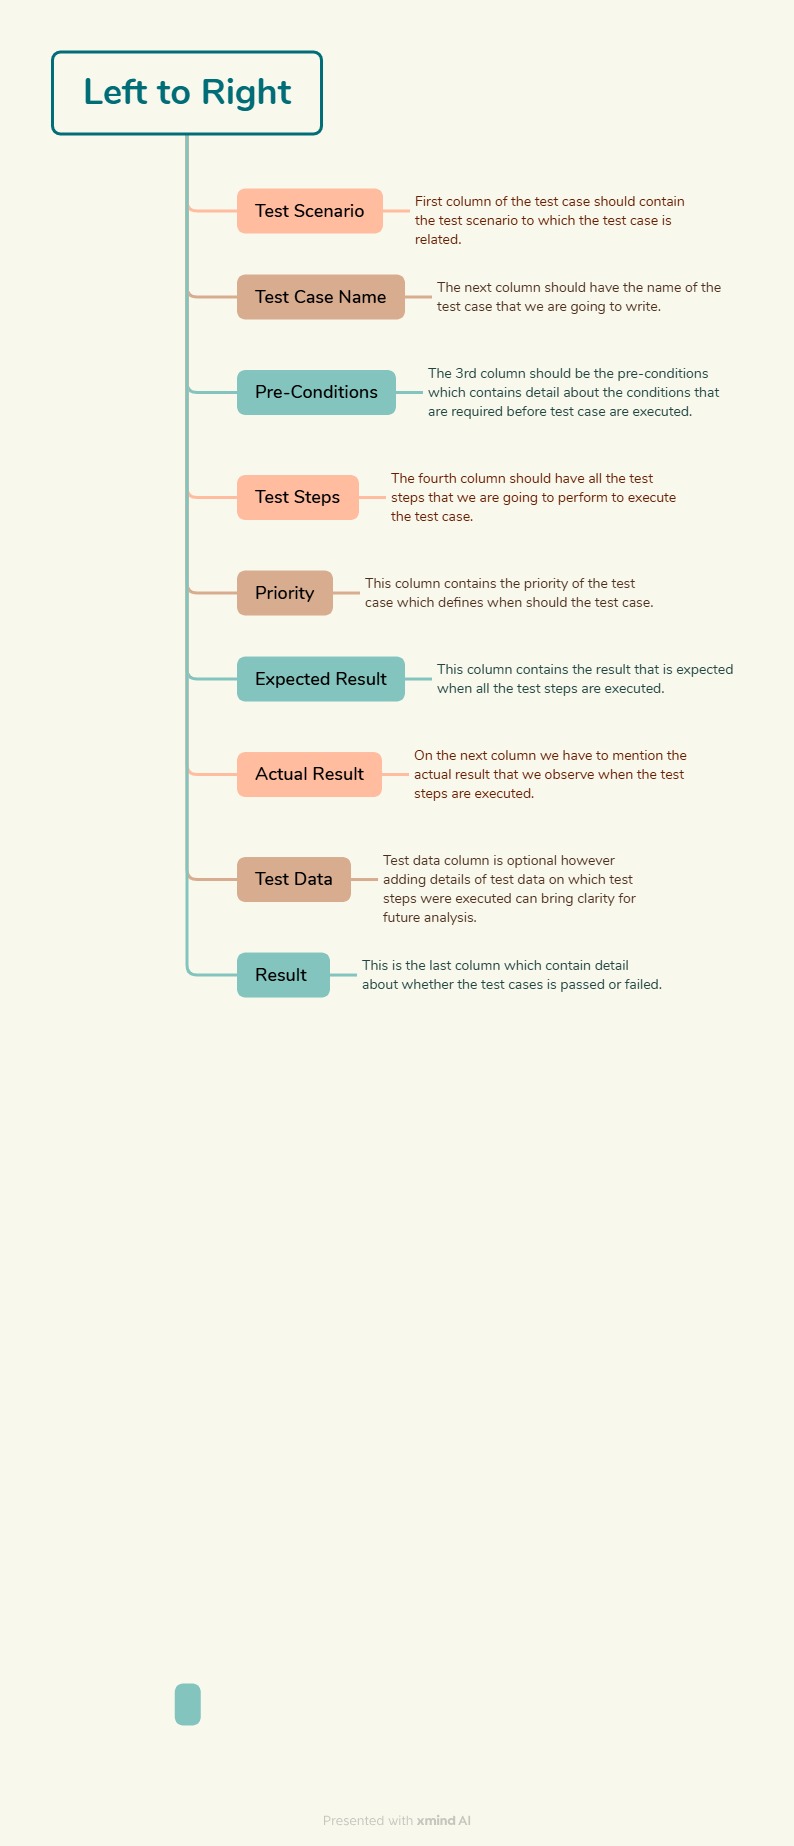 Left to Right
Test Scenario
First column of the test case should contain
the test scenario to which the test case is
related.
Test Case Name
The next column should have the name of the
test case that we are going to write.
Pre-Conditions
The 3rd column should be the pre-conditions
which contains detail about the conditions that
are required before test case are executed.
Test Steps
The fourth column should have all the test
steps that we are going to perform to execute
the test case.
Priority
This column contains the priority of the test
case which defines when should the test case.
Expected Result
This column contains the result that is expected
when all the test steps are executed.
Actual Result
On the next column we have to mention the
actual result that we observe when the test
steps are executed.
Test Data
Test data column is optional however
adding details of test data on which test
steps were executed can bring clarity for
future analysis.
Result
This is the last column which contain detail
about whether the test cases is passed or failed.
Presented with xmind AI